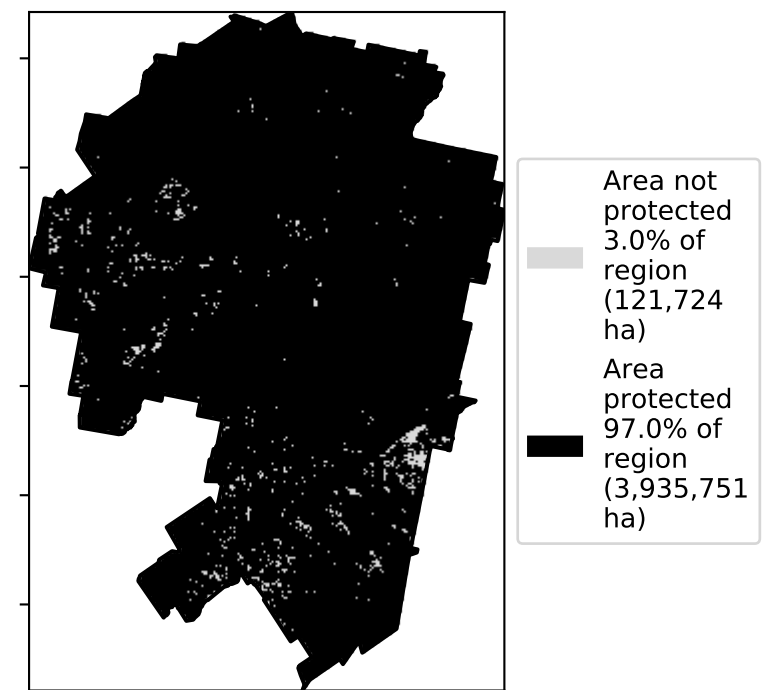 Area not
protected
3.0% of
region
(121,724
ha)
Area
protected
97.0% of
region
(3,935,751
ha)